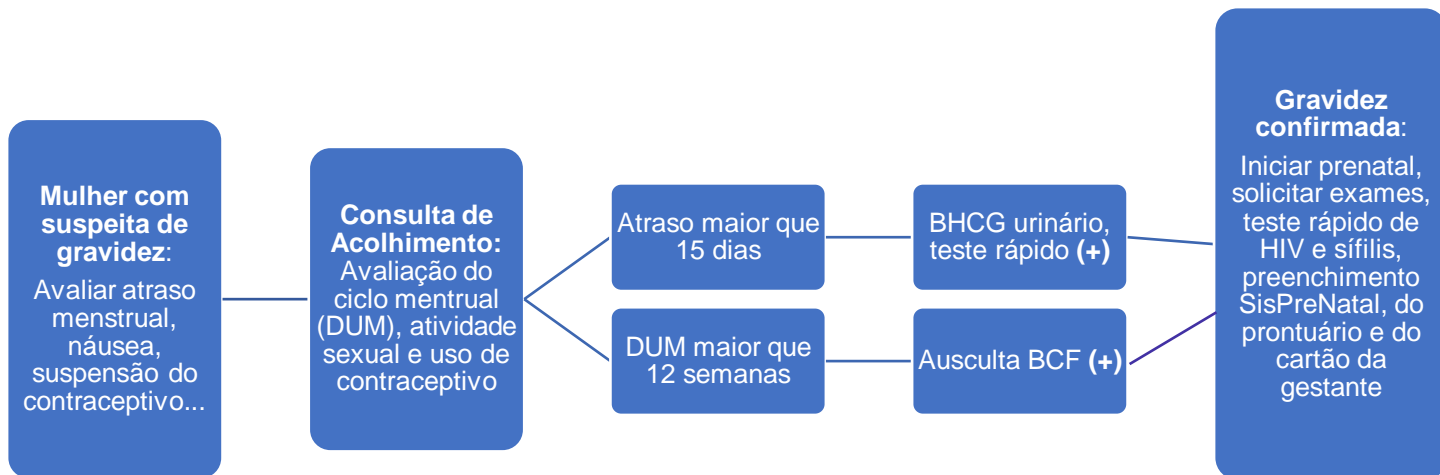 Mulher com
suspeita de
gravidez:
Avaliar atraso
menstrual,
náusea,
suspensão do
contraceptivo...
Consulta de
Acolhimento:
Avaliação do
ciclo mentrual
(DUM), atividade
sexual e uso de
contraceptivo
Atraso maior que
15 dias
BHCG urinário,
teste rápido (+)
DUM maior que
12 semanas
Ausculta BCF (+)
Gravidez
confirmada:
Iniciar prenatal,
solicitar exames,
teste rápido de
HIV e sífilis,
preenchimento
SisPreNatal, do
prontuário e do
cartão da
gestante